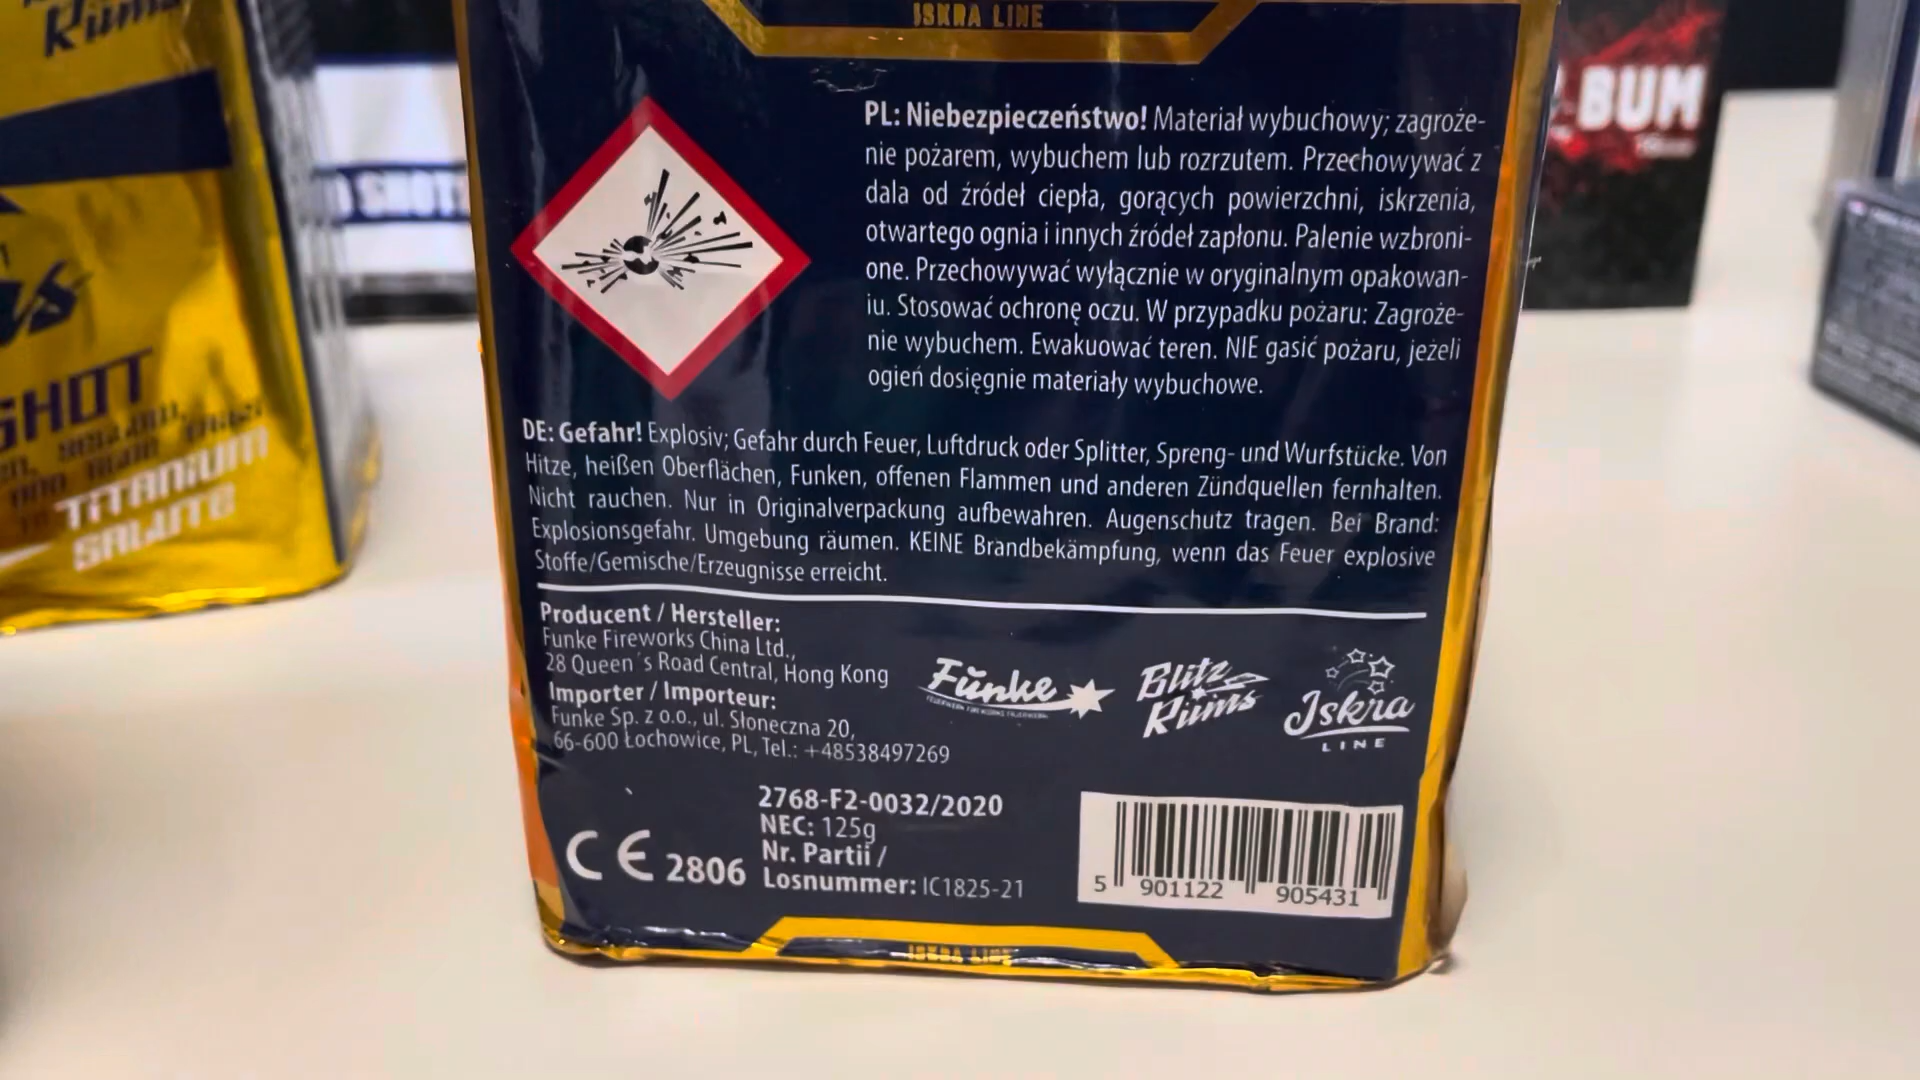 ISKRA LINE
PL: Niebezpieczeństwo! Materiał wybuchowy; zagroże-
nie pożarem, wybuchem lub rozrzutem. Przechowywać z
dala od źródeł ciepła, gorących powierzchni, iskrzenia,
otwartego ognia i innych źródeł zapłonu. Palenie wzbroni-
one. Przechowywać wyłącznie w oryginalnym opakowan-
iu. Stosować ochronę oczu. W przypadku pożaru: Zagroże-
nie wybuchem. Ewakuować teren. NIE gasić pożaru, jeżeli
ogień dosięgnie materiały wybuchowe.
DE: Gefahr! Explosiv; Gefahr durch Feuer, Luftdruck oder Splitter, Spreng- und Wurfstücke. Von
Hitze, heißen Oberflächen, Funken, offenen Flammen und anderen Zündquellen fernhalten.
Nicht rauchen. Nur in Originalverpackung aufbewahren. Augenschutz tragen. Bei Brand:
Explosionsgefahr. Umgebung räumen. KEINE Brandbekämpfung, wenn das Feuer explosive
Stoffe/Gemische/Erzeugnisse erreicht.
Producent / Hersteller:
Funke Fireworks China Ltd.,
28 Queen´s Road Central, Hong Kong
Importer / Importeur:
Funke Sp. z o.o., ul. Słoneczna 20,
66-600 Łochowice, PL, Tel.: +48538497269
Funke
Blitz
Rums
Iskra
LINE
2768-F2-0032/2020
NEC: 125g
Nr. Partii /
Losnummer: IC1825-21
CE 2806
5 901122 905431
ISKRA LINE
Rums
SHOT
TITANIUM
SALUTE
SHOTS
BUM